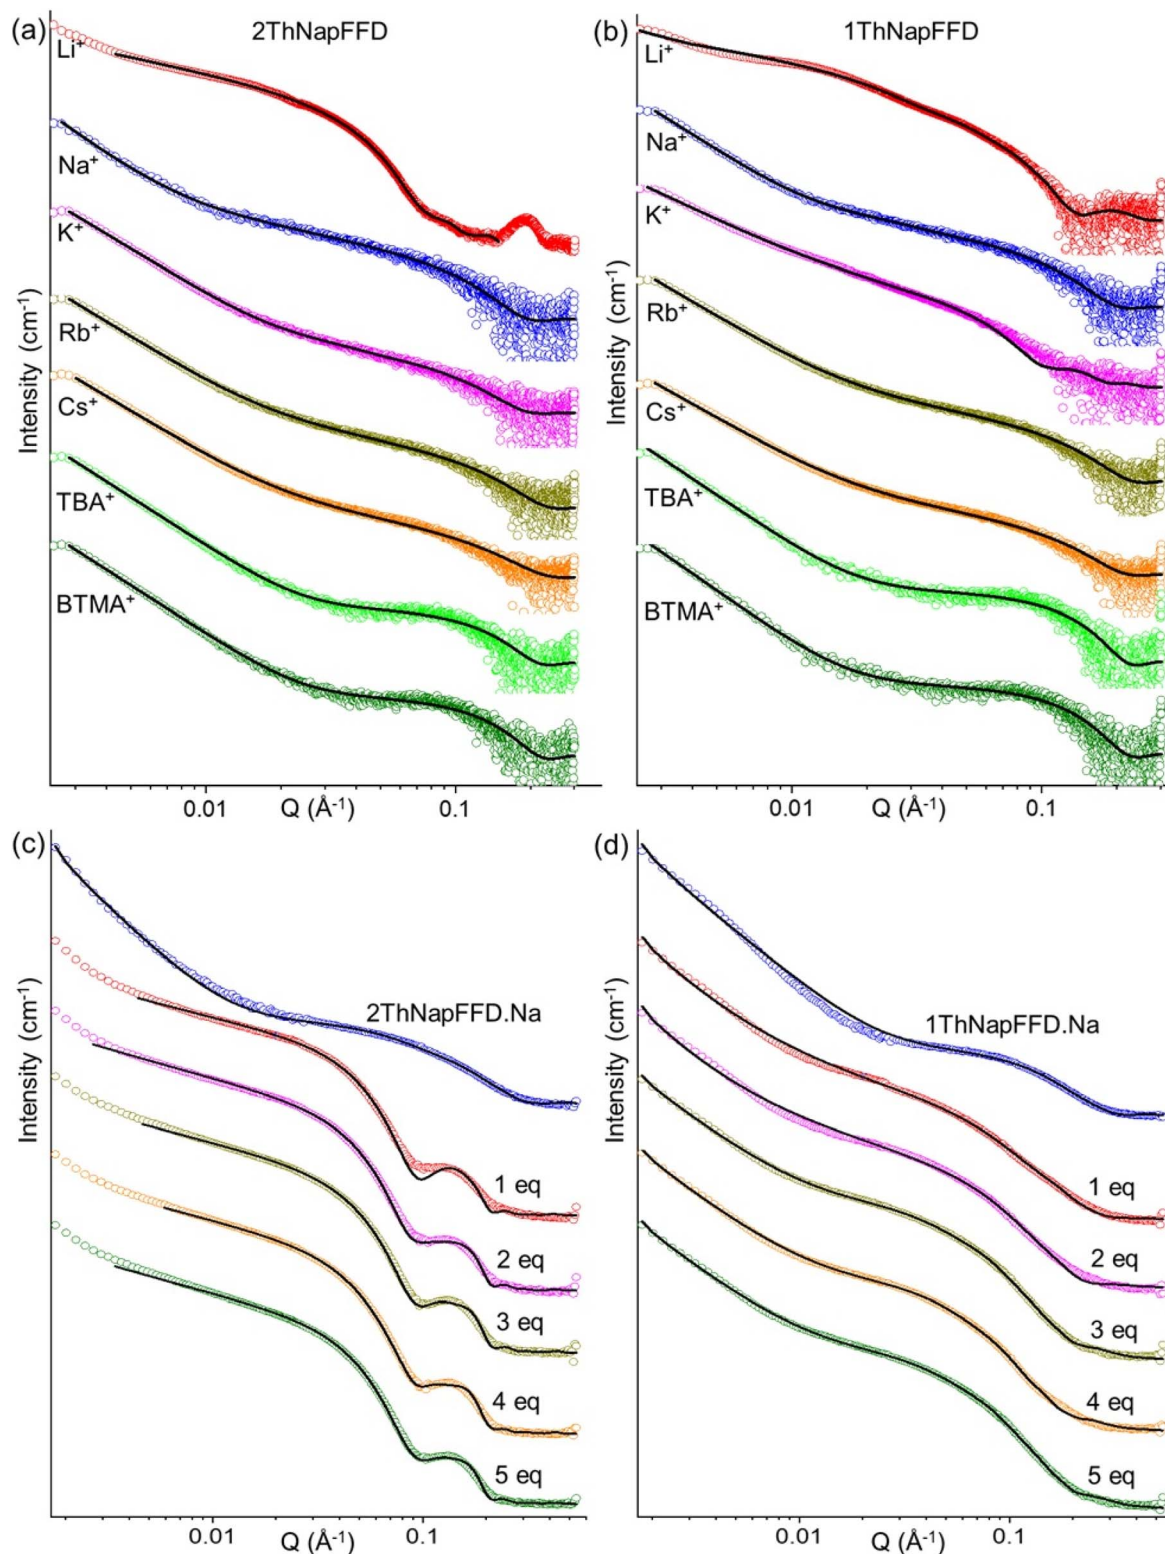 (a) 2ThNapFFD
Li⁺
Na⁺
K⁺
Rb⁺
Cs⁺
TBA⁺
BTMA⁺
Intensity (cm⁻¹)
0.01 0.1
Q (Å⁻¹)
(b) 1ThNapFFD
Li⁺
Na⁺
K⁺
Rb⁺
Cs⁺
TBA⁺
BTMA⁺
Intensity (cm⁻¹)
0.01 0.1
Q (Å⁻¹)
(c)
2ThNapFFD.Na
1 eq
2 eq
3 eq
4 eq
5 eq
Intensity (cm⁻¹)
0.01 0.1
Q (Å⁻¹)
(d)
1ThNapFFD.Na
1 eq
2 eq
3 eq
4 eq
5 eq
Intensity (cm⁻¹)
0.01 0.1
Q (Å⁻¹)